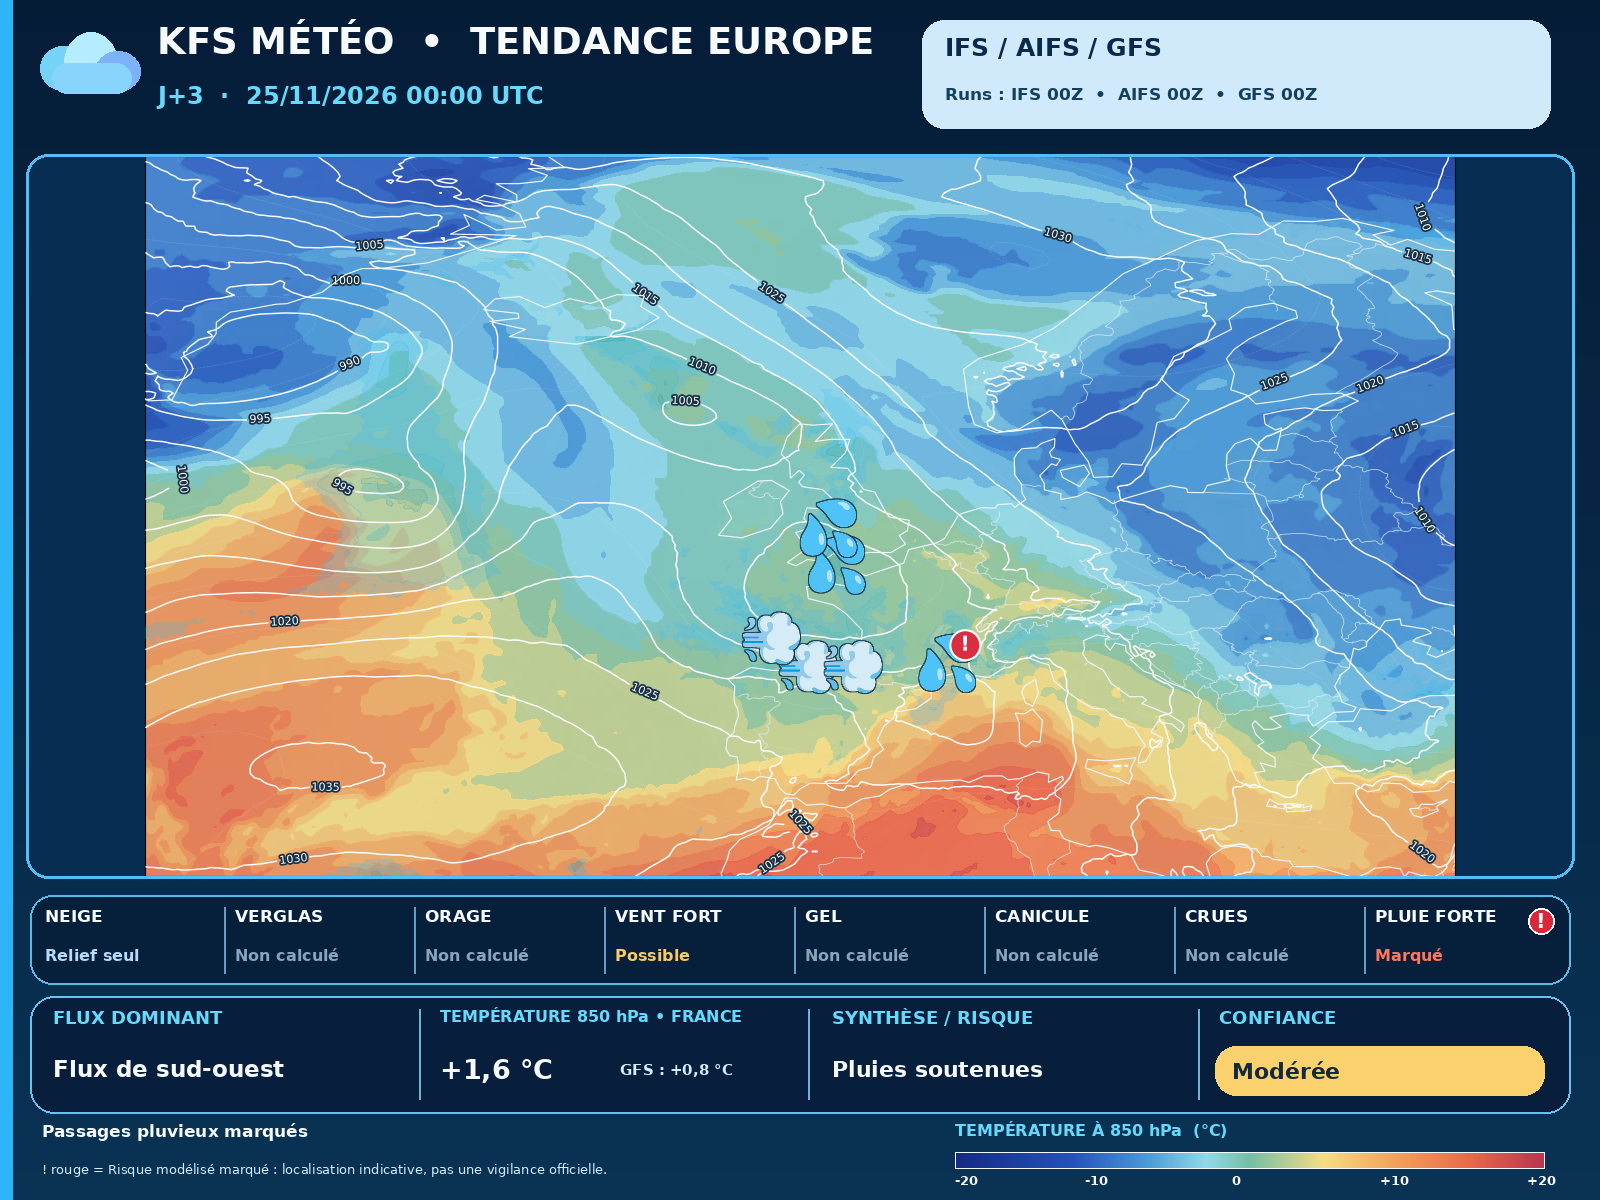 KFS MÉTÉO • TENDANCE EUROPE
J+3 · 25/11/2026 00:00 UTC
IFS / AIFS / GFS
Runs : IFS 00Z • AIFS 00Z • GFS 00Z
1010
1030
1005
1015
1000
1025
1015
990
1010
1025
1020
1005
995
1015
1000
995
1010
1020
1025
1035
1025
1030
1025
1020
!
NEIGE
Relief seul
VERGLAS
Non calculé
ORAGE
Non calculé
VENT FORT
Possible
GEL
Non calculé
CANICULE
Non calculé
CRUES
Non calculé
PLUIE FORTE
!
Marqué
FLUX DOMINANT
Flux de sud-ouest
TEMPÉRATURE 850 hPa • FRANCE
+1,6 °C GFS : +0,8 °C
SYNTHÈSE / RISQUE
Pluies soutenues
CONFIANCE
Modérée
Passages pluvieux marqués
! rouge = Risque modélisé marqué : localisation indicative, pas une vigilance officielle.
TEMPÉRATURE À 850 hPa (°C)
-20 -10 0 +10 +20